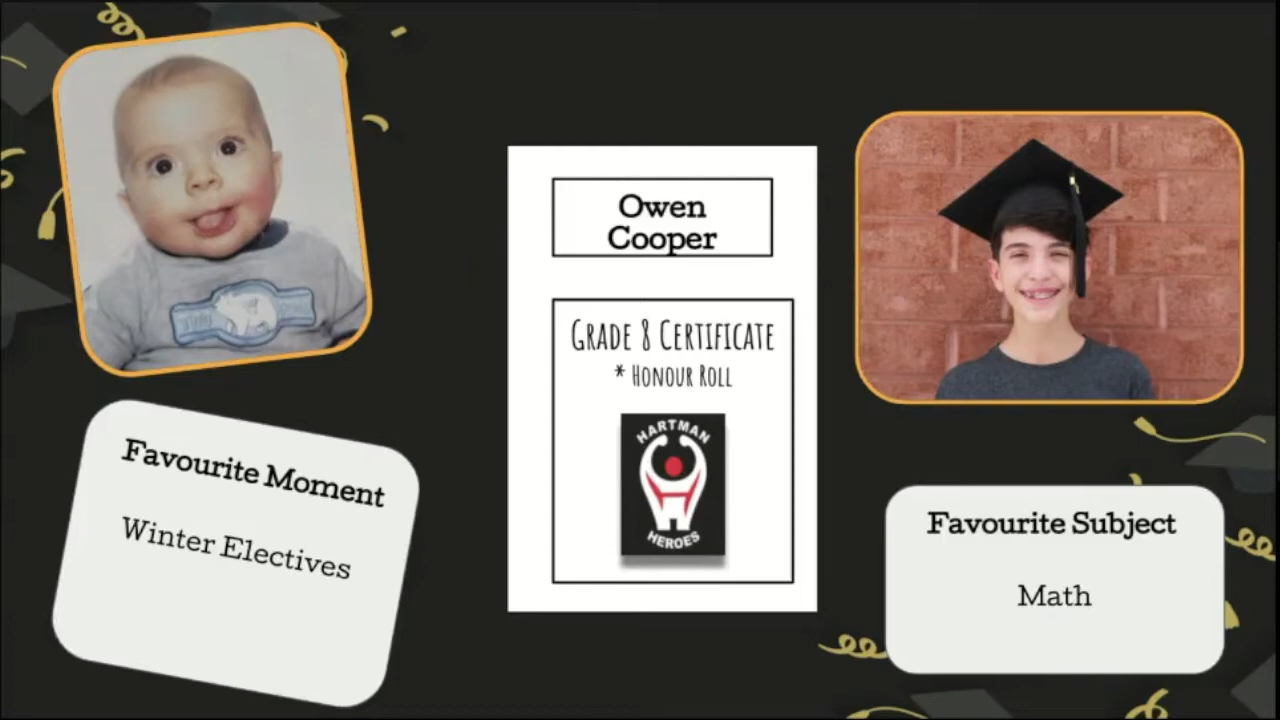 Owen
Cooper
Grade 8 Certificate
* Honour Roll
HARTMAN
HEROES
Favourite Moment
Winter Electives
Favourite Subject
Math